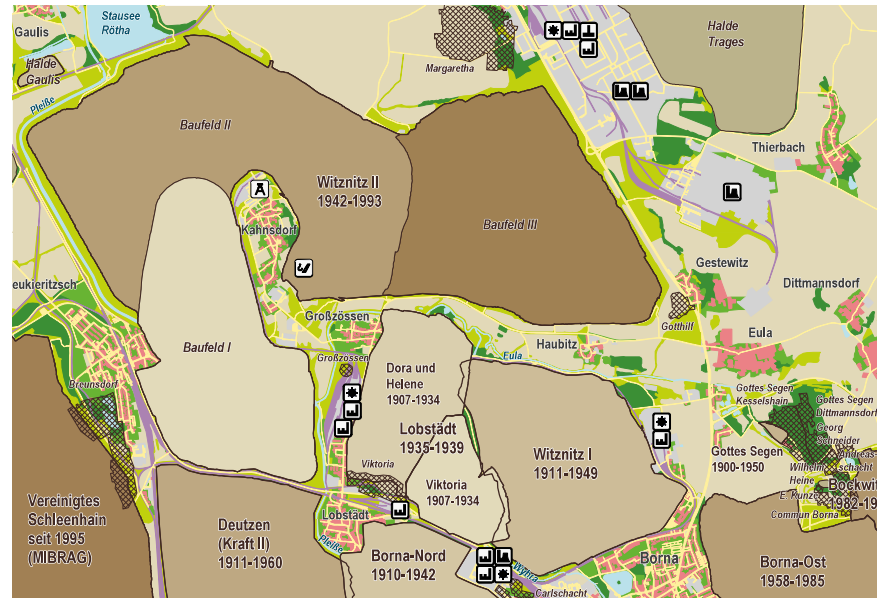 Gaulis
Stausee
Rötha
Halde
Gaulis
Pleiße
Margaretha
Halde
Trages
Thierbach
Baufeld II
Witznitz II
1942-1993
Kahnsdorf
Baufeld III
Gestewitz
Dittmannsdorf
eukieritzsch
Großzössen
Gotthilf
Eula
Haubitz
Eula
Baufeld I
Großzössen
Dora und
Helene
1907-1934
Breunsdorf
Gottes Segen
Kesselshain
Gottes Segen
Dittmannsdorf
Georg
Schneider
Lobstädt
1935-1939
Witznitz I
1911-1949
Gottes Segen
1900-1950
Andreas-
schacht
Viktoria
Viktoria
1907-1934
Wilhelm
Heine
Bockwit
1982-19
E. Kunze
Commun Borna
Vereinigtes
Schleenhain
seit 1995
(MIBRAG)
Deutzen
(Kraft II)
1911-1960
Lobstädt
Pleiße
Borna-Nord
1910-1942
Wyhra
Carlschacht
Borna
Borna-Ost
1958-1985